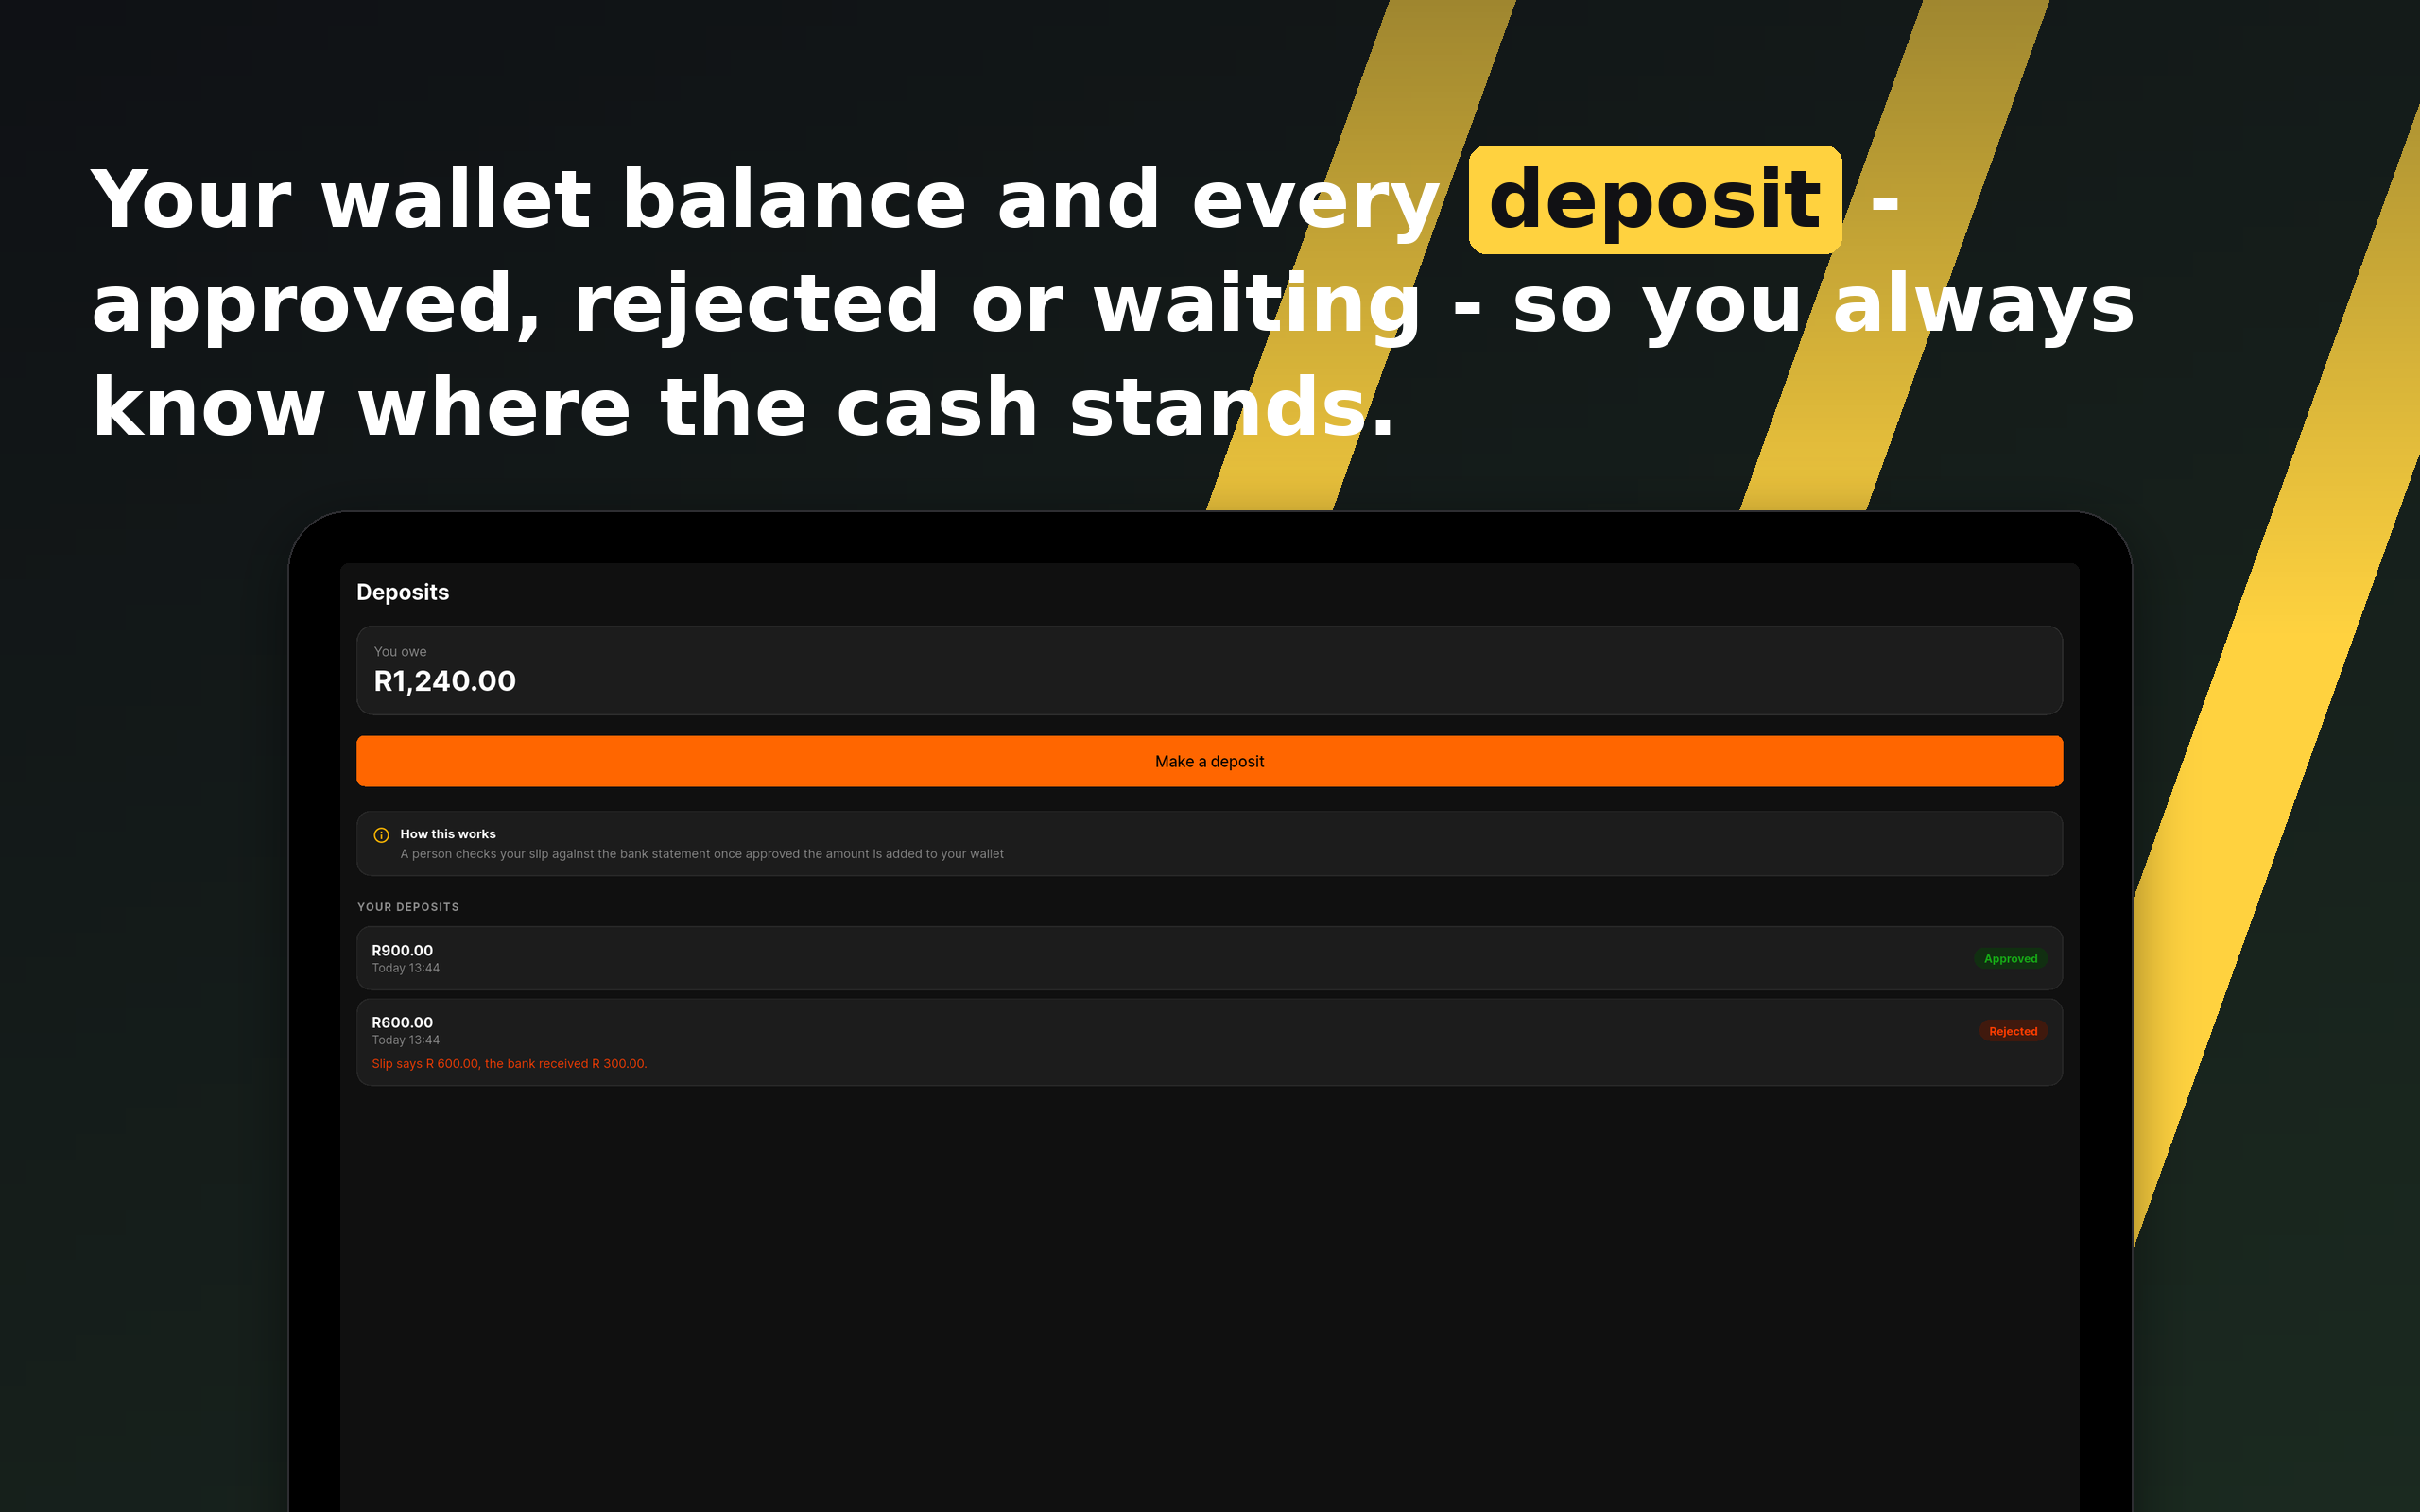 Your wallet balance and every deposit -
approved, rejected or waiting - so you always
know where the cash stands.
Deposits
You owe
R1,240.00
Make a deposit
How this works
A person checks your slip against the bank statement once approved the amount is added to your wallet
YOUR DEPOSITS
R900.00
Today 13:44
Approved
R600.00
Today 13:44
Rejected
Slip says R 600.00, the bank received R 300.00.